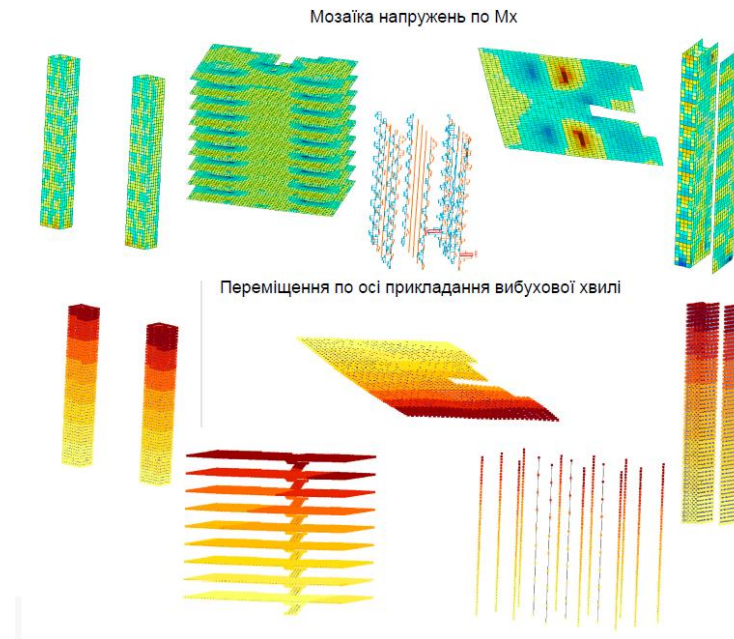 Мозаїка напружень по Mx
Переміщення по осі прикладання вибухової хвилі